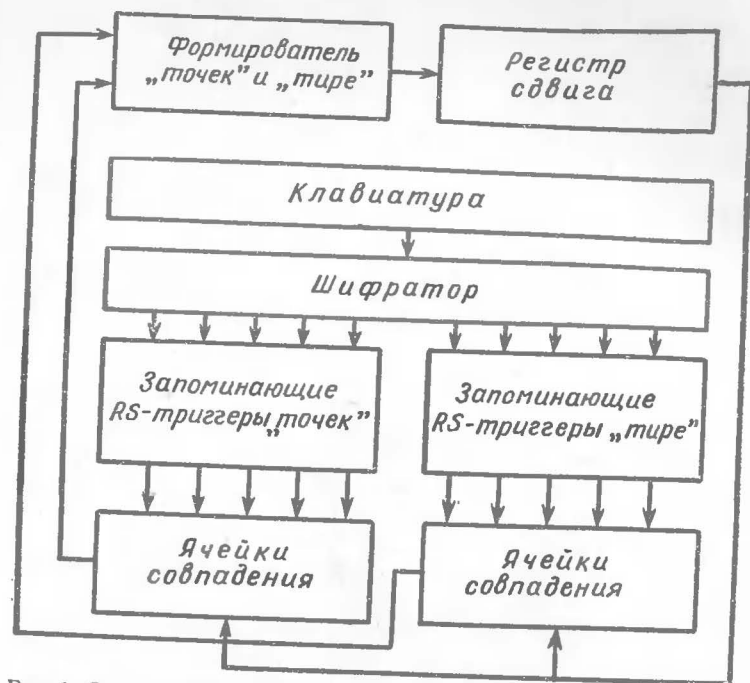 Формирователь
„точек" и „тире"
Регистр
сдвига
Клавиатура
Шифратор
Запоминающие
RS-триггеры „точек"
Запоминающие
RS-триггеры „тире"
Ячейки
совпадения
Ячейки
совпадения